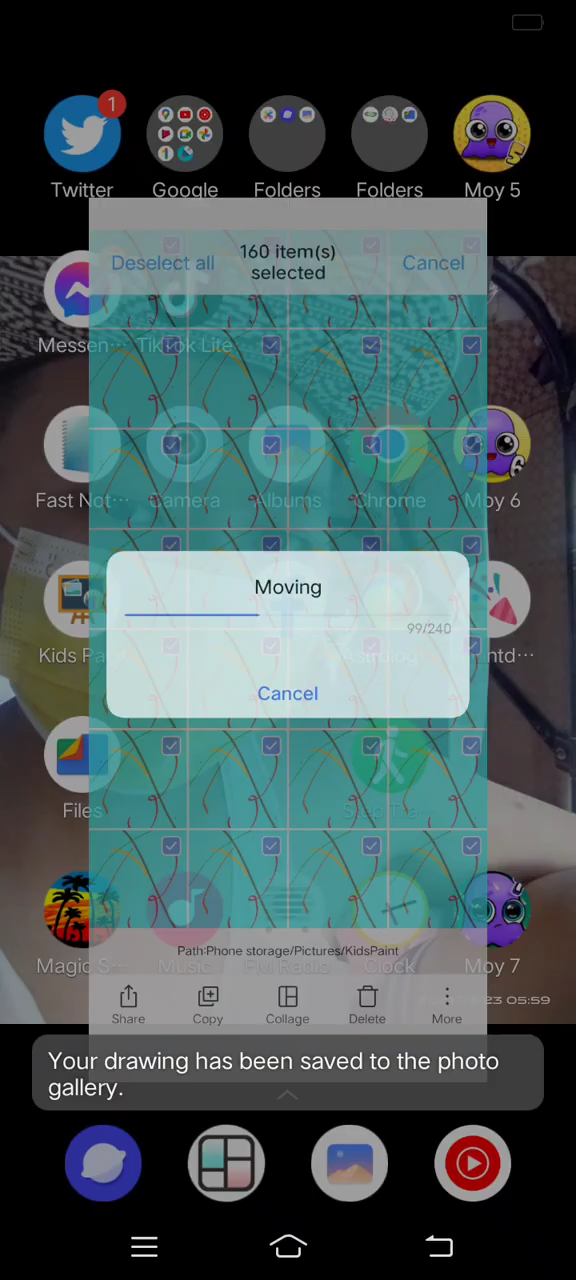 1
Twitter
Google
Folders
Folders
Moy 5
Deselect all
160 item(s)
selected
Cancel
Messen···
TikTok Lite
Fast Not···
Camera
Albums
Chrome
Moy 6
Moving
99/240
Kids Pa
ntd···
Cancel
Files
Step Tra
Path:Phone storage/Pictures/KidsPaint
Magic S···
Music
FM Radio
Clock
Moy 7
Share
Copy
Collage
Delete
More
23 05:59
Your drawing has been saved to the photo
gallery.